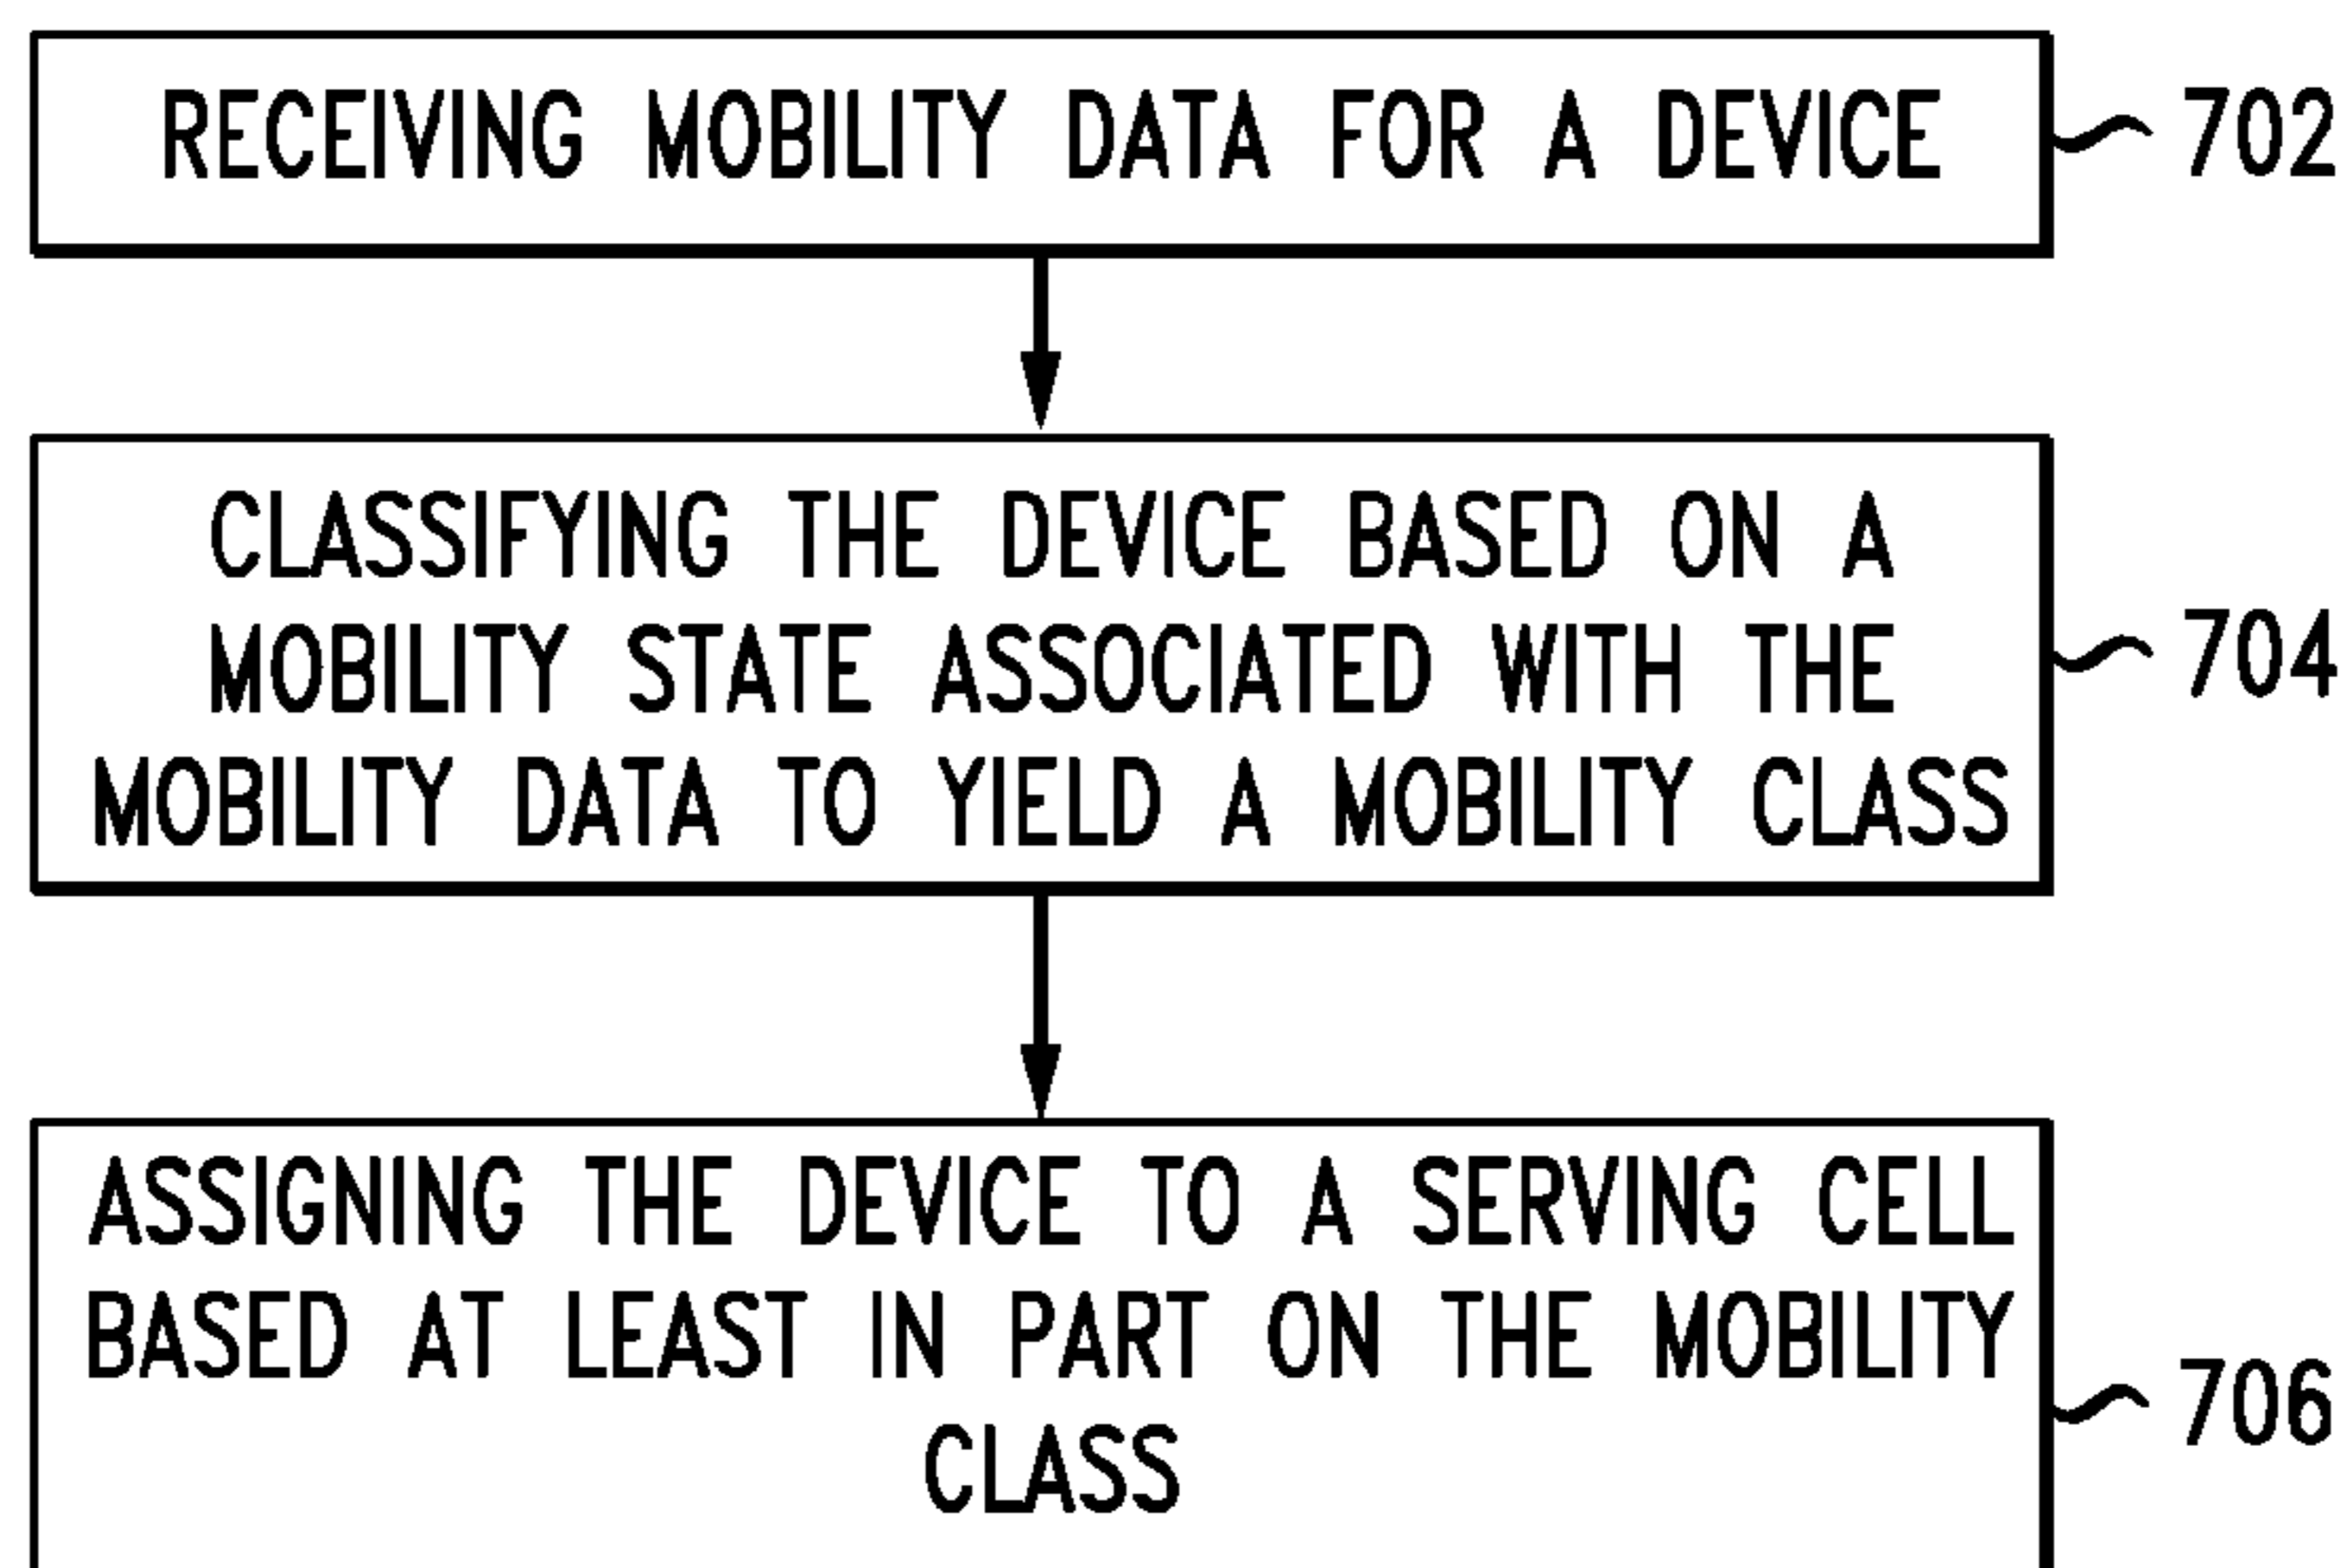 RECEIVING MOBILITY DATA FOR A DEVICE
702
CLASSIFYING THE DEVICE BASED ON A
MOBILITY STATE ASSOCIATED WITH THE
MOBILITY DATA TO YIELD A MOBILITY CLASS
704
ASSIGNING THE DEVICE TO A SERVING CELL
BASED AT LEAST IN PART ON THE MOBILITY
CLASS
706